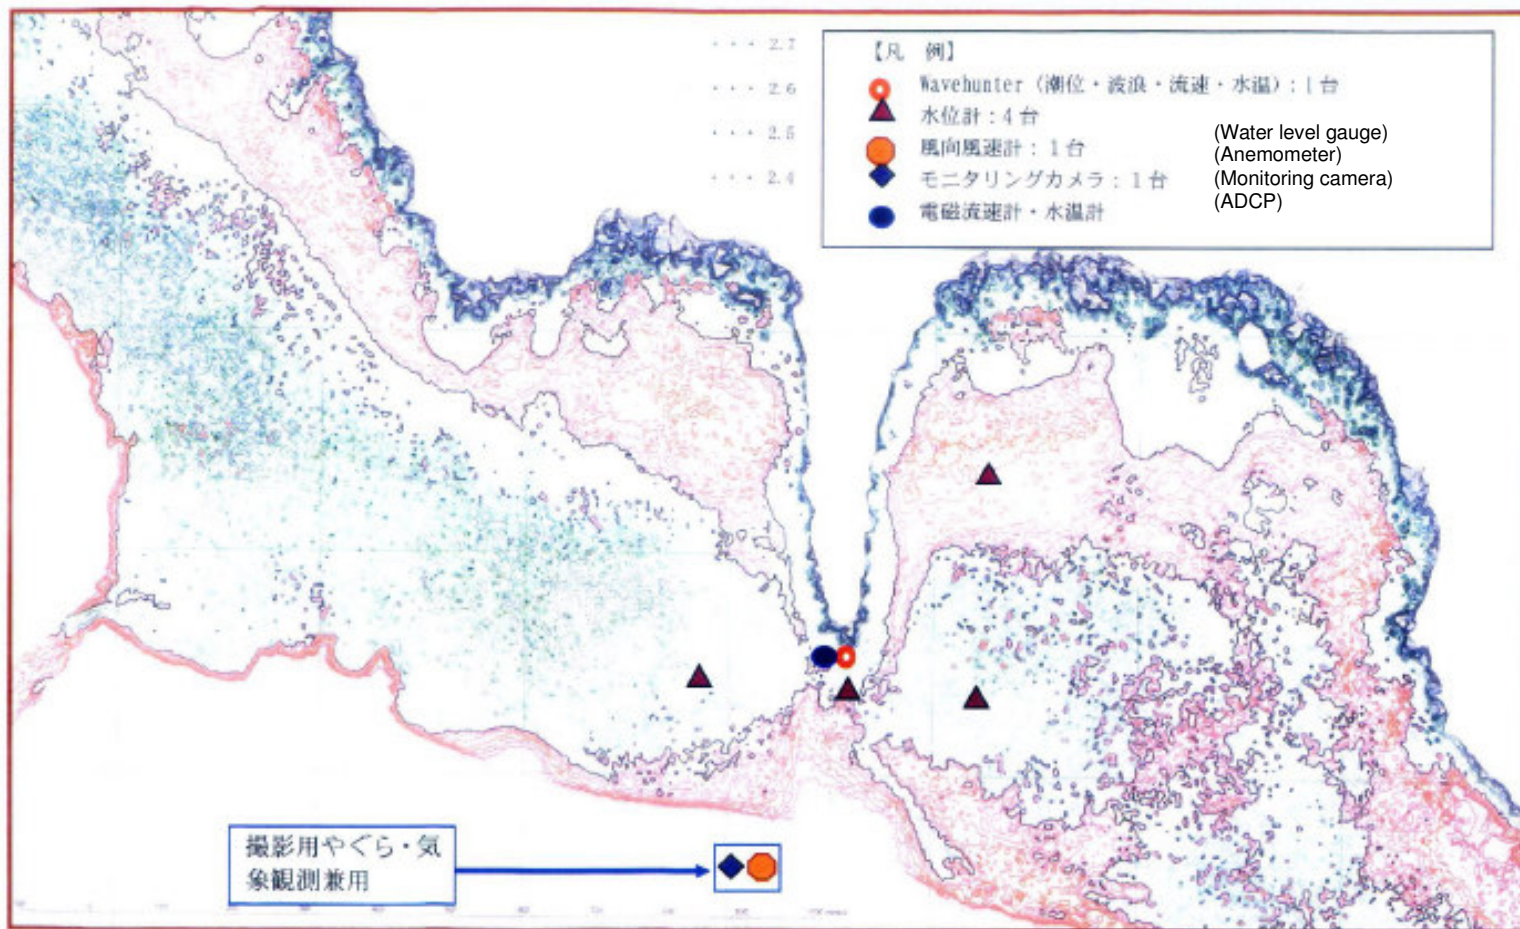 ・・・ 2.7
・・・ 2.6
・・・ 2.5
・・・ 2.4
【凡 例】
Wavehunter (潮位・波浪・流速・水温) : 1台
水位計 : 4台
風向風速計 : 1台
モニタリングカメラ : 1台
電磁流速計・水温計
(Water level gauge)
(Anemometer)
(Monitoring camera)
(ADCP)
撮影用やぐら・気
象観測兼用